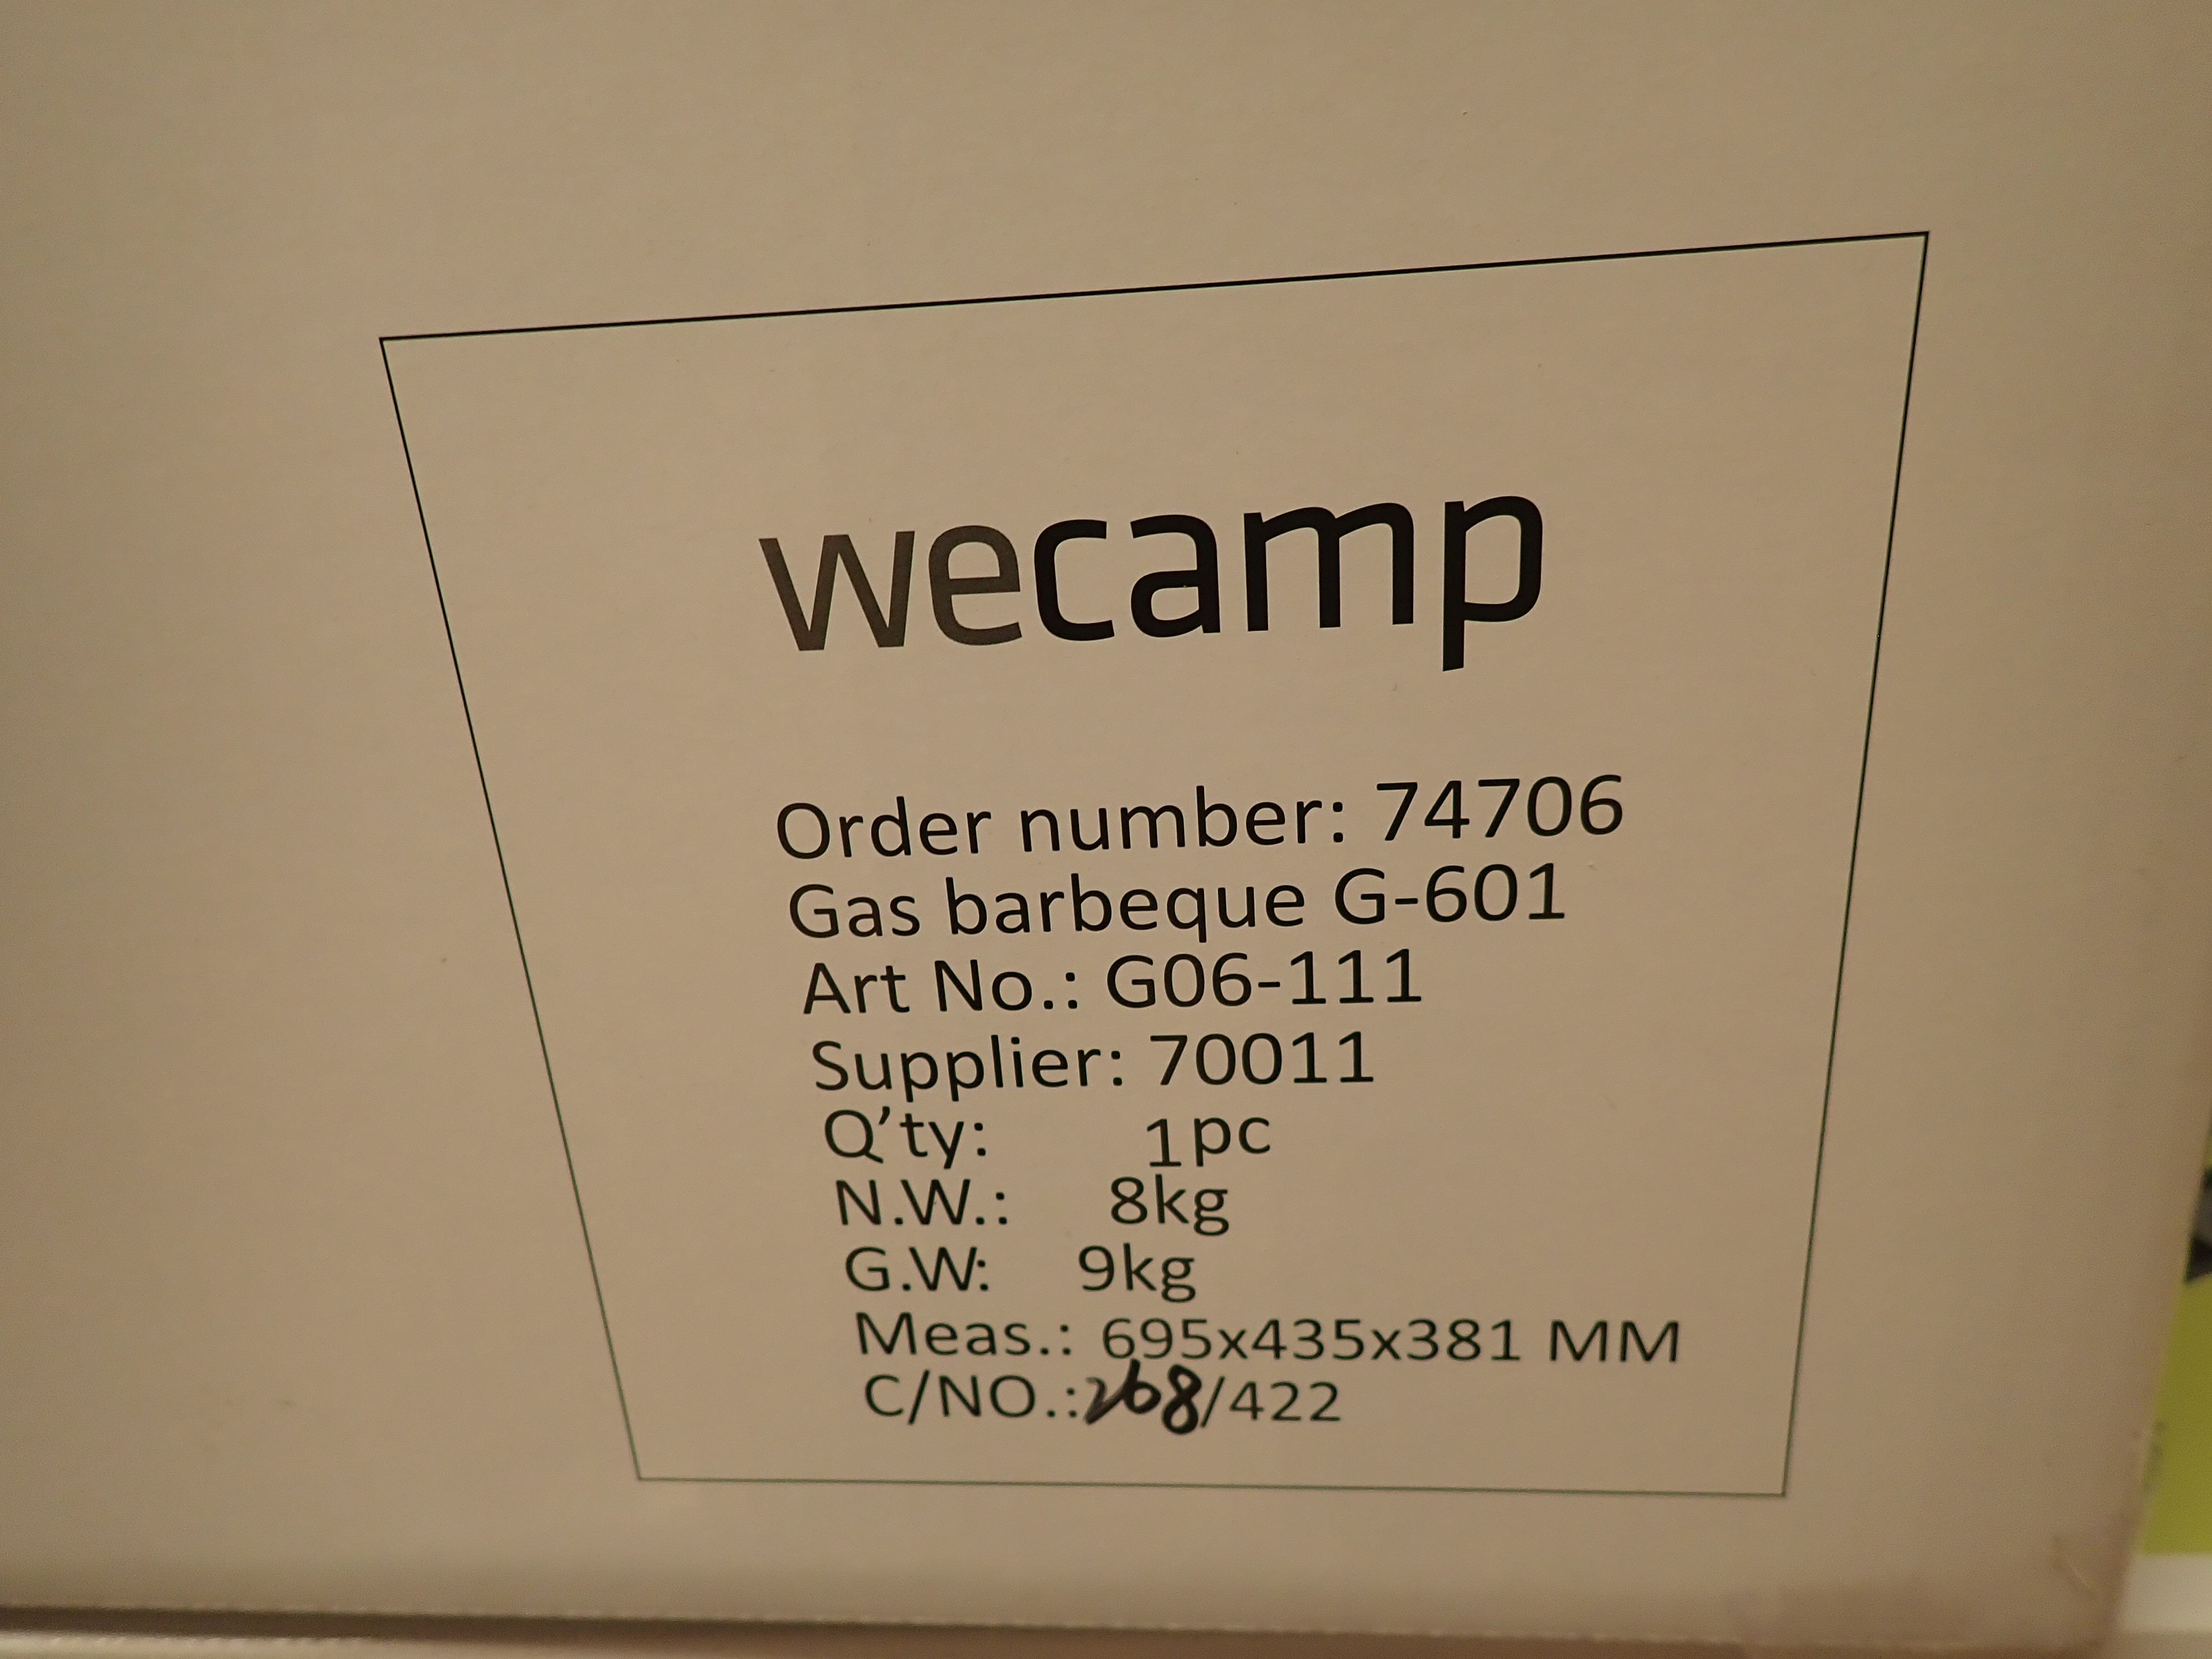 wecamp
Order number: 74706
Gas barbeque G-601
Art No.: G06-111
Supplier: 70011
Q'ty: 1pc
N.W.: 8kg
G.W: 9kg
Meas.: 695x435x381 MM
C/NO.:268/422